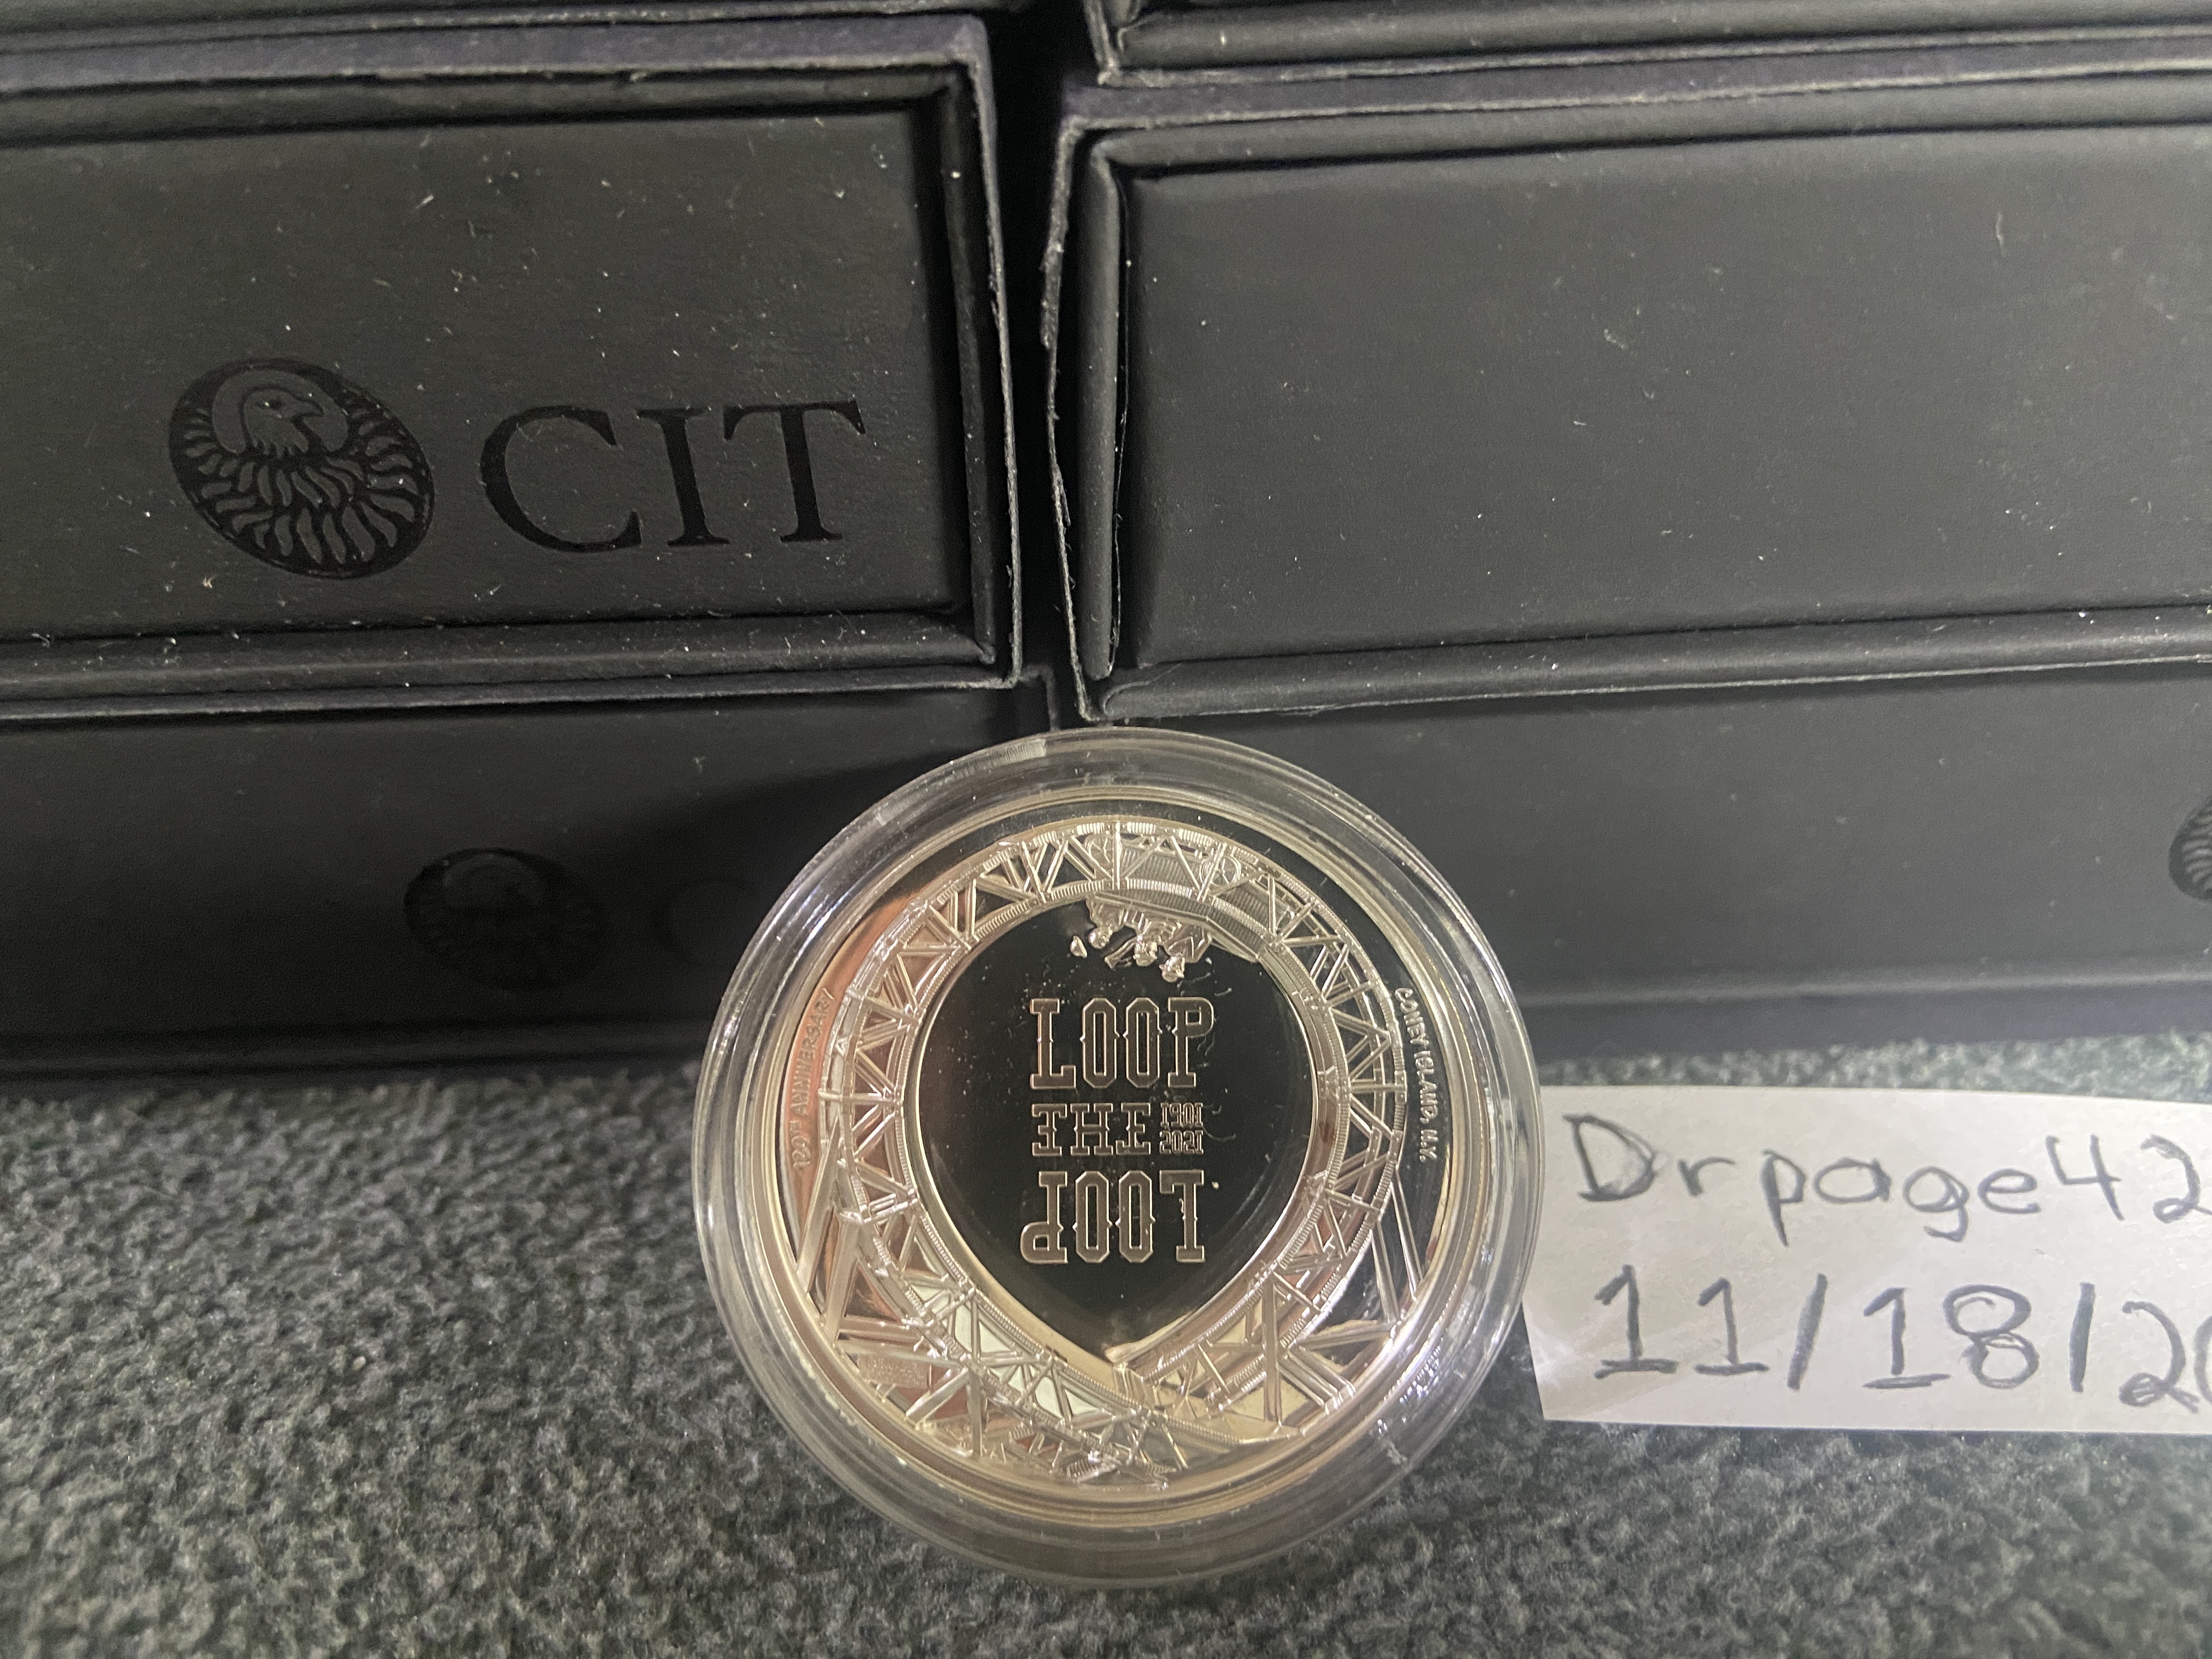 CIT
LOOP
THE 1901
2021
LOOP
120TH ANNIVERSARY
CONEY ISLAND, N.Y.
Drpage42
11/18/20